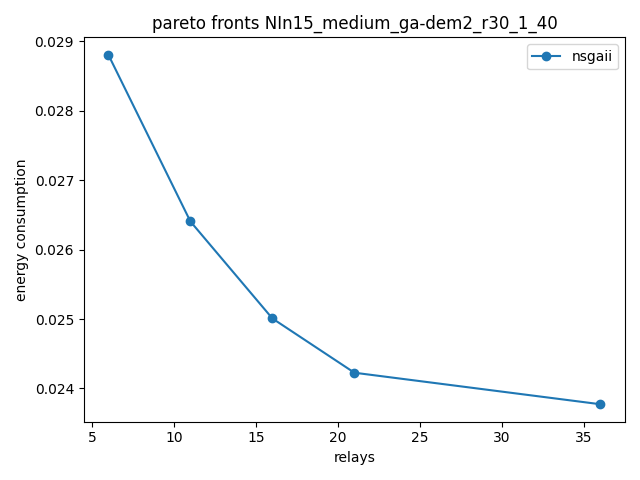 pareto fronts NIn15_medium_ga-dem2_r30_1_40
nsgaii
energy consumption
0.029
0.028
0.027
0.026
0.025
0.024
5 10 15 20 25 30 35
relays